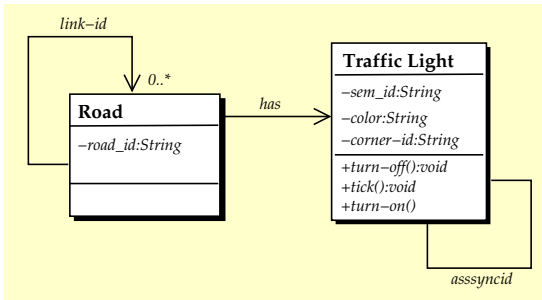 link−id
0..*
Road
−road_id:String
has
Traffic Light
−sem_id:String
−color:String
−corner−id:String
+turn−off():void
+tick():void
+turn−on()
asssyncid